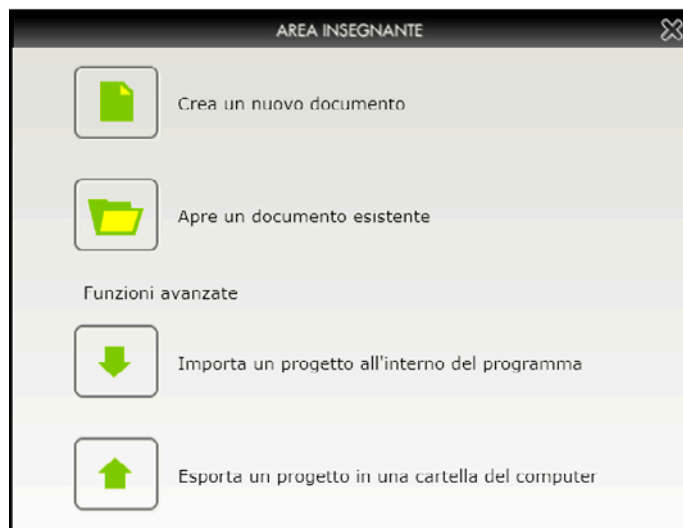 AREA INSEGNANTE
Crea un nuovo documento
Apre un documento esistente
Funzioni avanzate
Importa un progetto all'interno del programma
Esporta un progetto in una cartella del computer